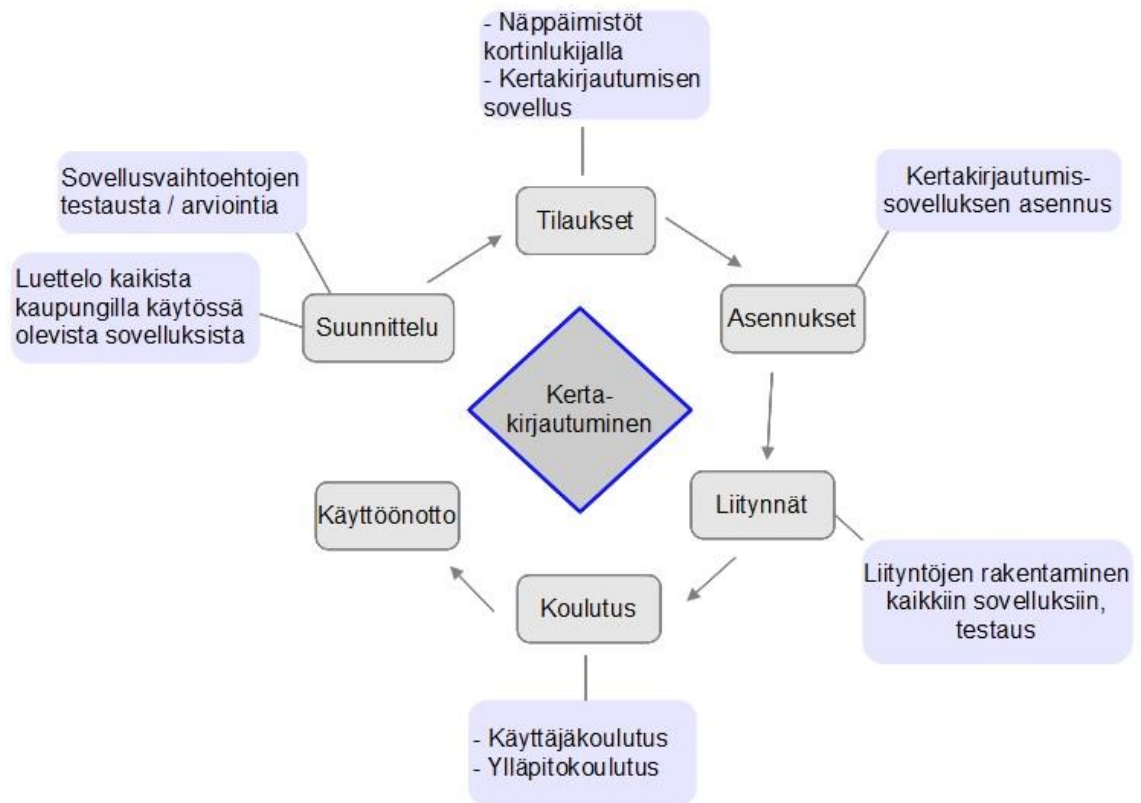 - Näppäimistöt
kortinlukijalla
- Kertakirjautumisen
sovellus
Sovellusvaihtoehtojen
testausta / arviointia
Kertakirjautumis-
sovelluksen asennus
Tilaukset
Luettelo kaikista
kaupungilla käytössä
olevista sovelluksista
Suunnittelu
Asennukset
Kerta-
kirjautuminen
Käyttöönotto
Liitynnät
Koulutus
Liityntöjen rakentaminen
kaikkiin sovelluksiin,
testaus
- Käyttäjäkoulutus
- Ylläpitokoulutus